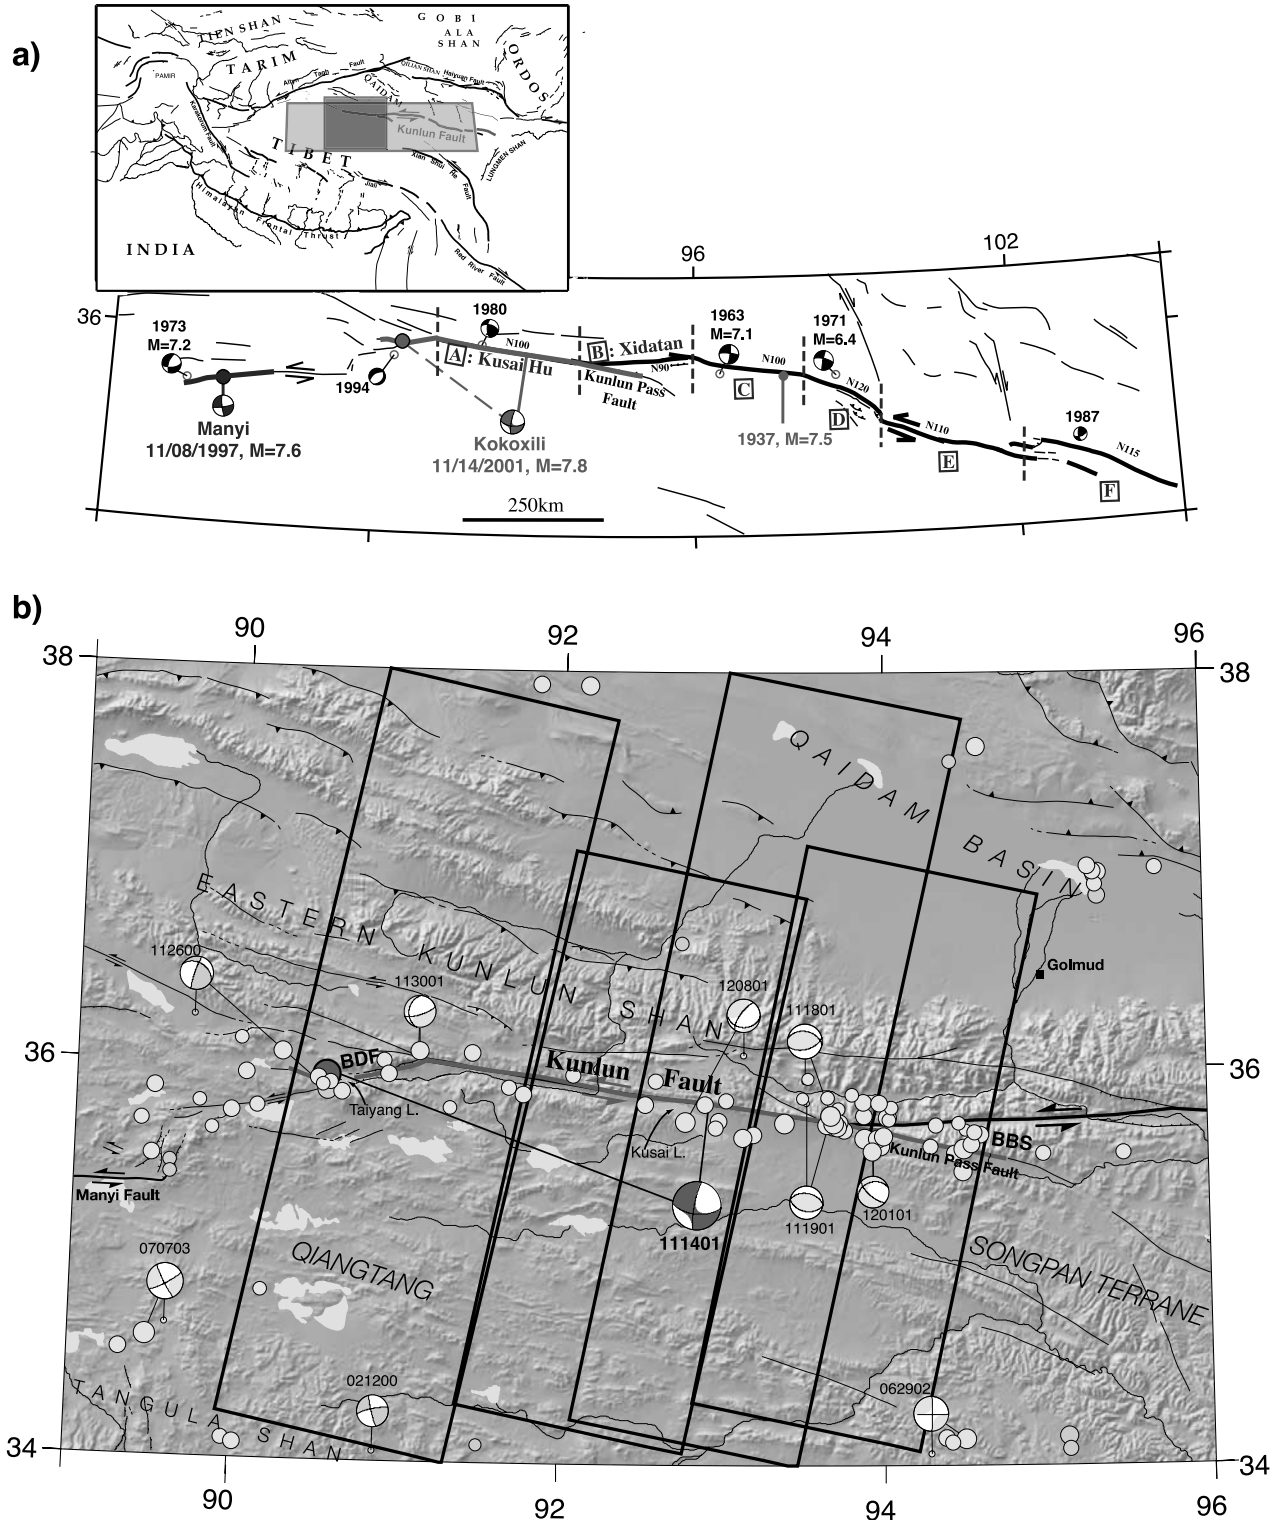 a)
TIEN SHAN
GOBI
ALA
SHAN
TARIM
ORDOS
PAMIR
Altyn Tagh Fault
QILIAN SHAN
Haiyuan Fault
QAIDAM
Karakorum Fault
Kunlun Fault
TIBET
Xian Shui He Fault
LUNGMEN SHAN
Jiali
Himalayan Frontal Thrust
INDIA
Red River Fault
96
102
36
1973
M=7.2
1980
1963
M=7.1
1971
M=6.4
N100
A : Kusai Hu
B : Xidatan
N90
N100
N120
1994
Kunlun Pass
Fault
C
D
N110
1987
N115
Manyi
11/08/1997, M=7.6
Kokoxili
11/14/2001, M=7.8
1937, M=7.5
E
F
250km
b)
90
92
94
96
38
38
QAIDAM BASIN
EASTERN KUNLUN SHAN
112600
113001
120801
111801
Golmud
36
36
BDF
Kunlun Fault
Taiyang L.
Kusai L.
BBS
Kunlun Pass Fault
Manyi Fault
111401
111901
120101
070703
QIANGTANG
SONGPAN TERRANE
021200
062902
TANGULA SHAN
34
34
90
92
94
96